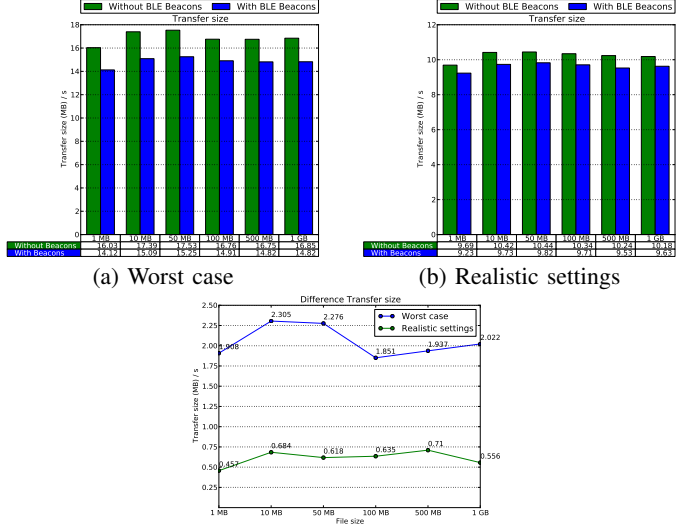 Without BLE Beacons With BLE Beacons
Transfer size
18
16
14
12
10
8
6
4
2
0
Transfer size (MB) / s
1 MB 10 MB 50 MB 100 MB 500 MB 1 GB
Without Beacons 16.03 17.39 17.53 16.76 16.75 16.85
With Beacons 14.12 15.09 15.25 14.91 14.82 14.82
(a) Worst case
Without BLE Beacons With BLE Beacons
Transfer size
12
10
8
6
4
2
0
Transfer size (MB) / s
1 MB 10 MB 50 MB 100 MB 500 MB 1 GB
Without Beacons 9.69 10.42 10.44 10.34 10.24 10.18
With Beacons 9.23 9.73 9.82 9.71 9.53 9.63
(b) Realistic settings
Difference Transfer size
Worst case
Realistic settings
2.50
2.25
2.00
1.75
1.50
1.25
1.00
0.75
0.50
0.25
Transfer size (MB) / s
1.908 2.305 2.276 1.851 1.937 2.022
0.457 0.684 0.618 0.635 0.71 0.556
1 MB 10 MB 50 MB 100 MB 500 MB 1 GB
File size